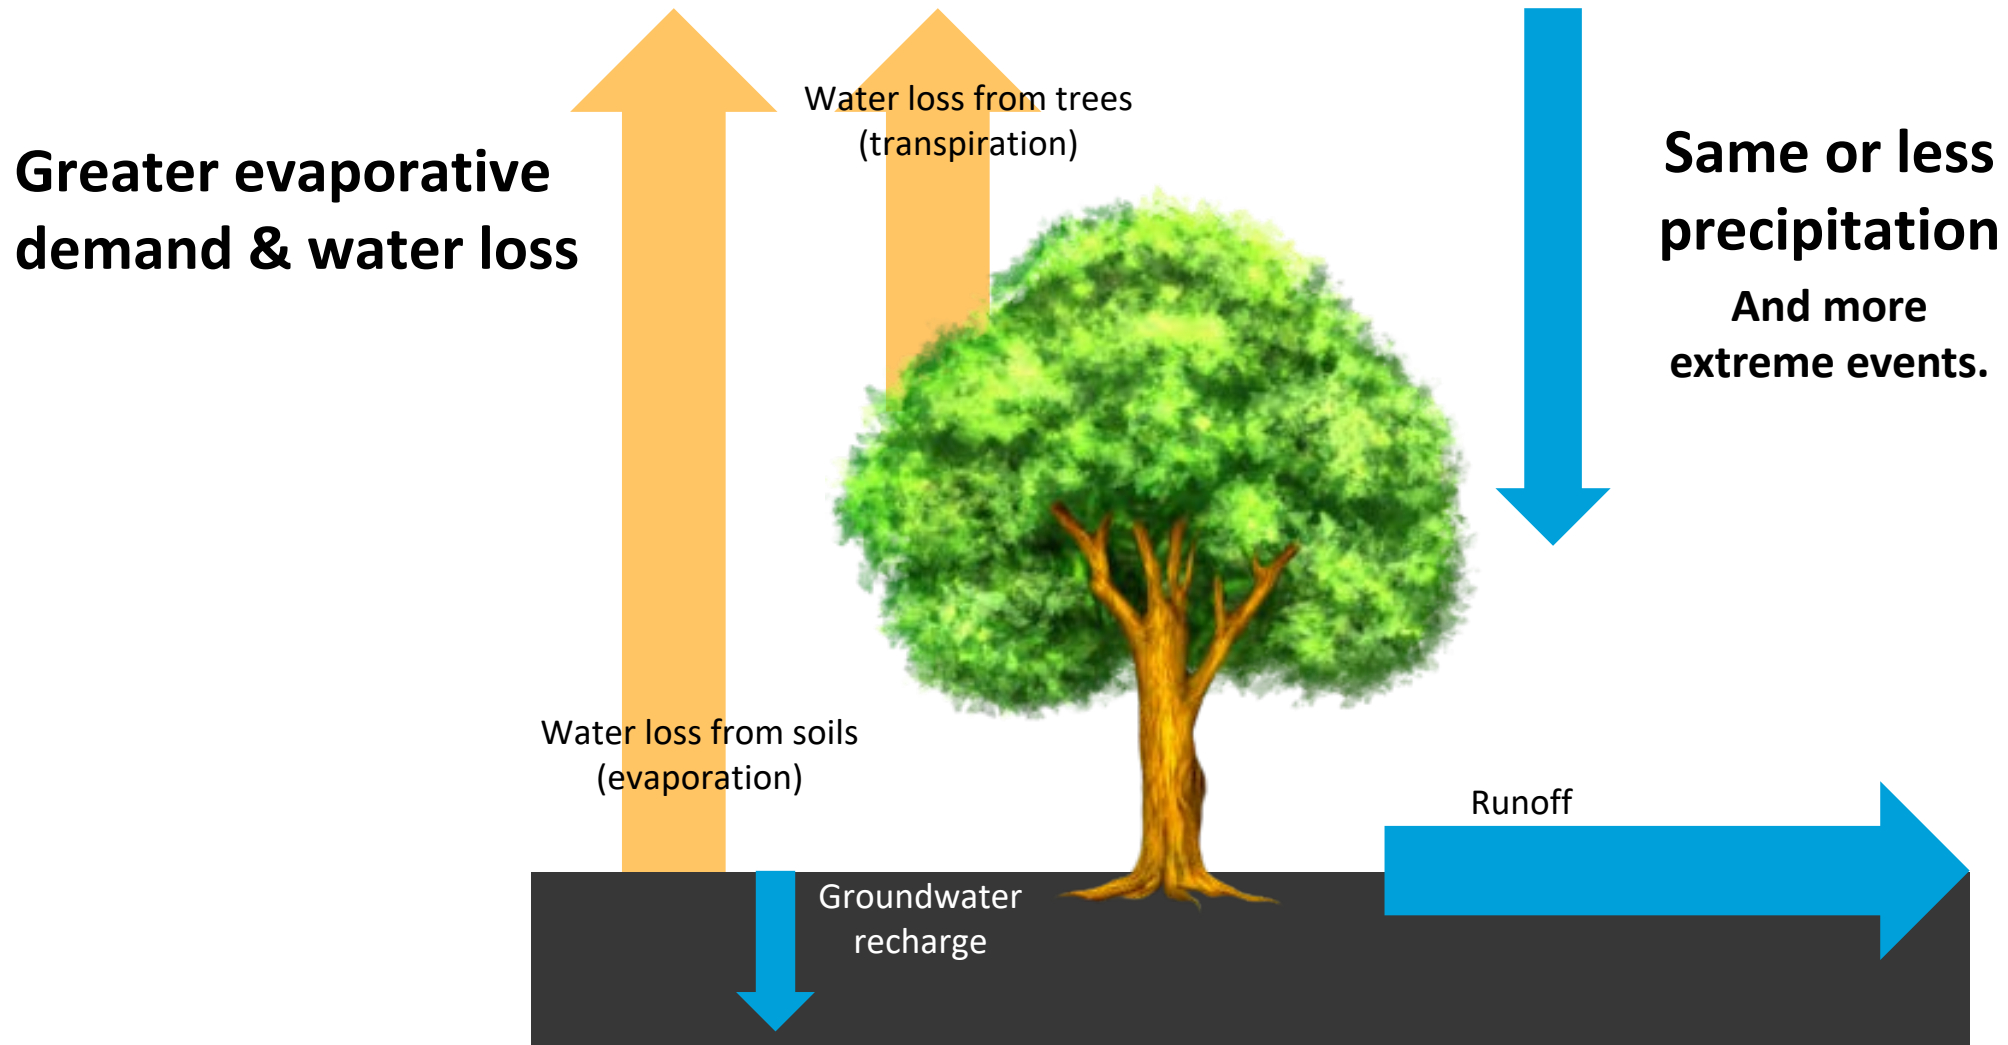 Greater evaporative
demand & water loss
Water loss from trees
(transpiration)
Same or less
precipitation
And more
extreme events.
Water loss from soils
(evaporation)
Runoff
Groundwater
recharge